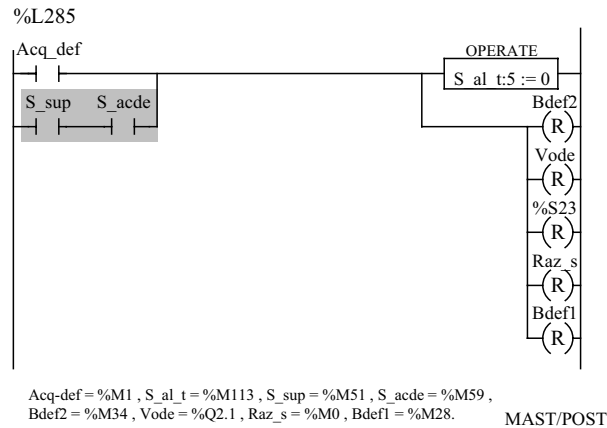 %L285
Acq_def
OPERATE
S_al_t:5 := 0
S_sup S_acde
Bdef2
(R)
Vode
(R)
%S23
(R)
Raz_s
(R)
Bdef1
(R)
Acq-def = %M1 , S_al_t = %M113 , S_sup = %M51 , S_acde = %M59 ,
Bdef2 = %M34 , Vode = %Q2.1 , Raz_s = %M0 , Bdef1 = %M28.
MAST/POST